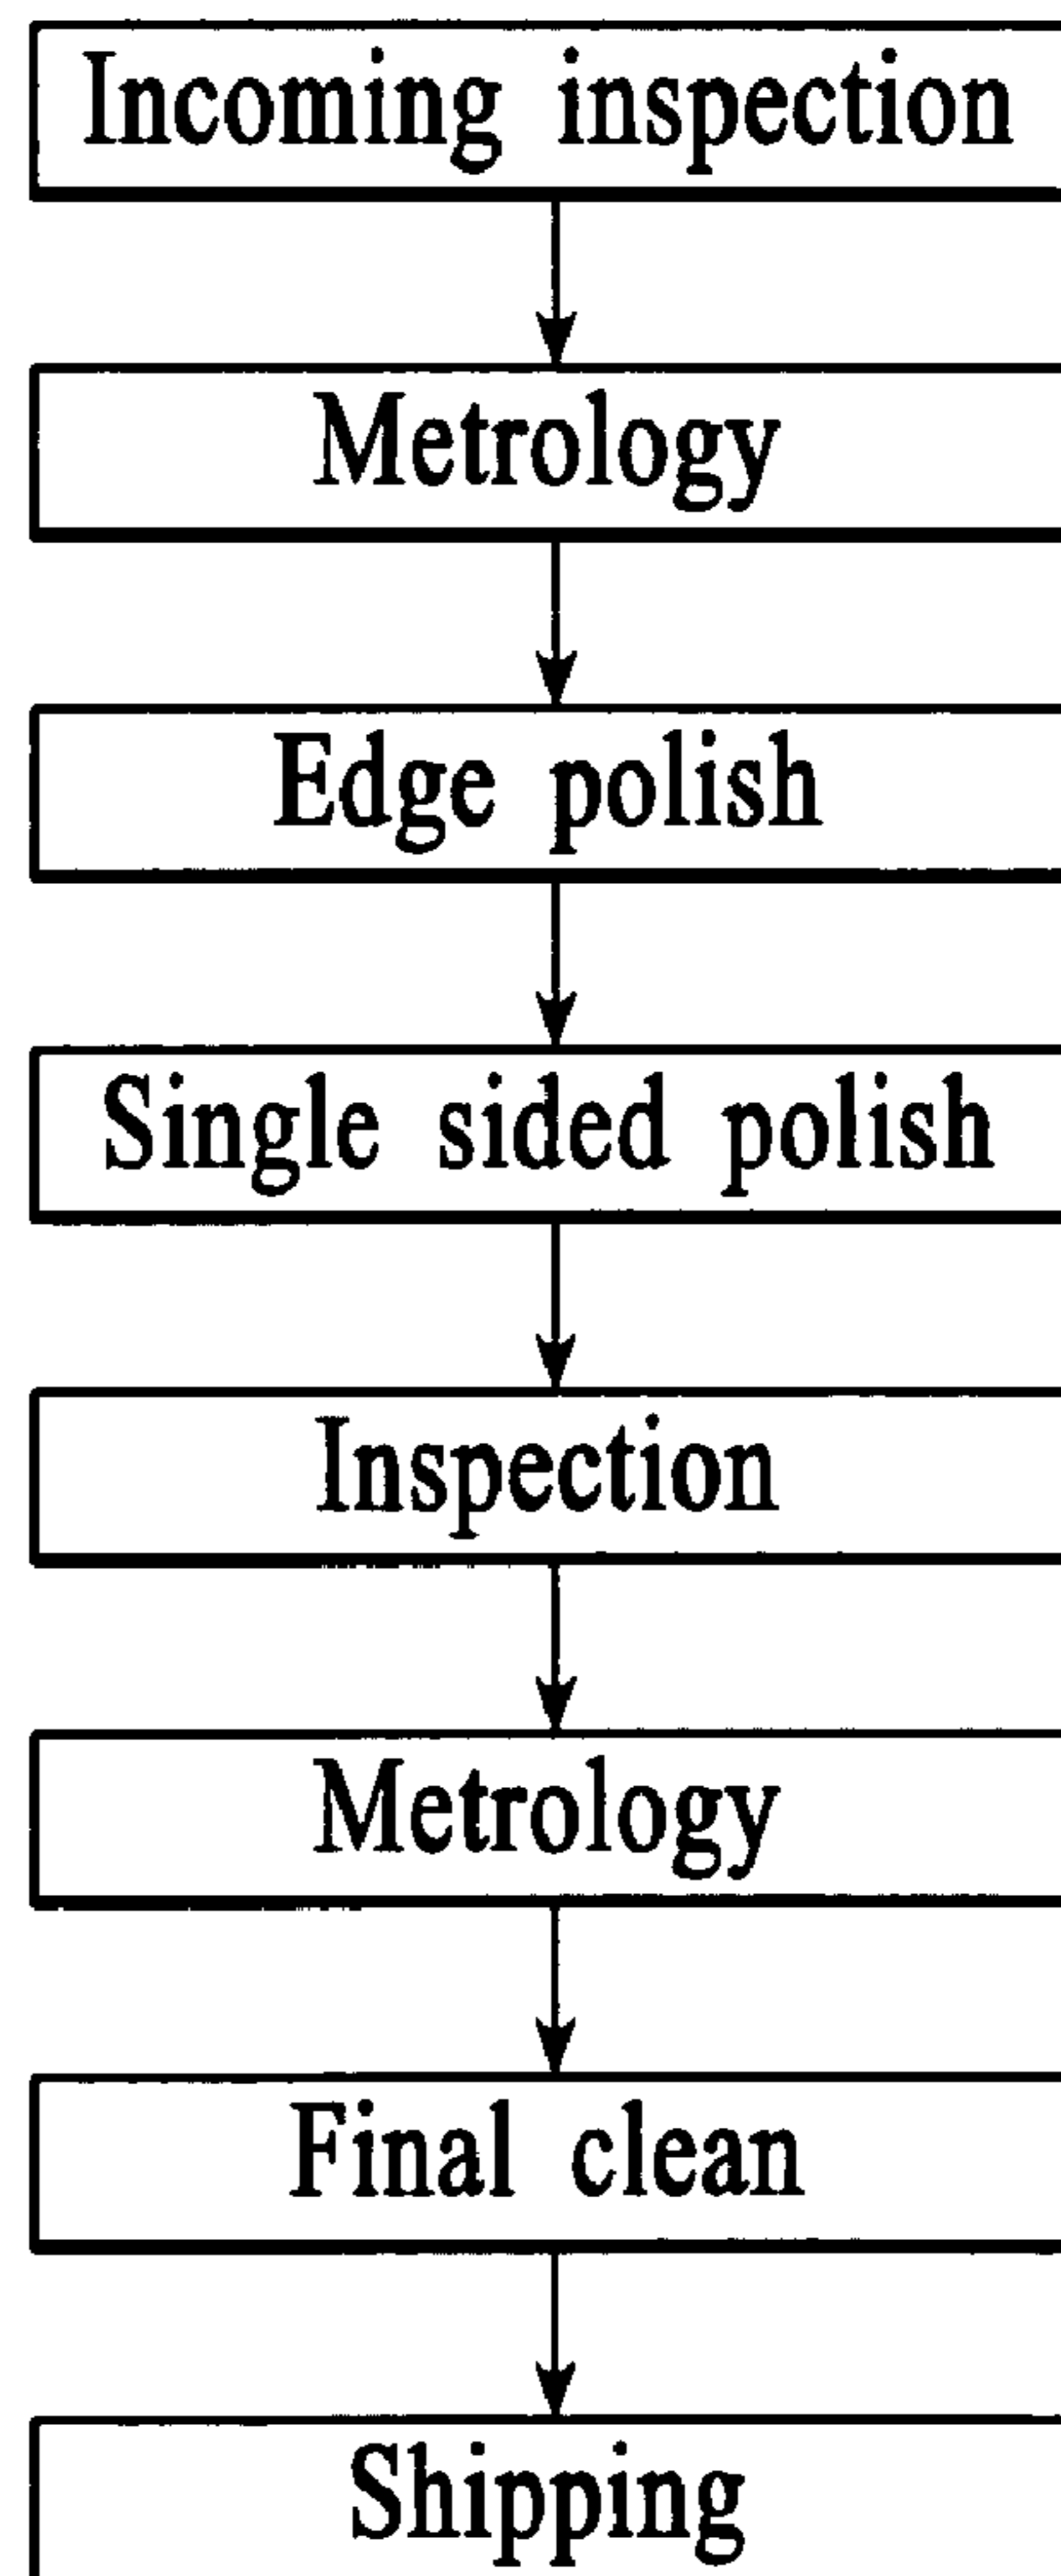 Incoming inspection
Metrology
Edge polish
Single sided polish
Inspection
Metrology
Final clean
Shipping